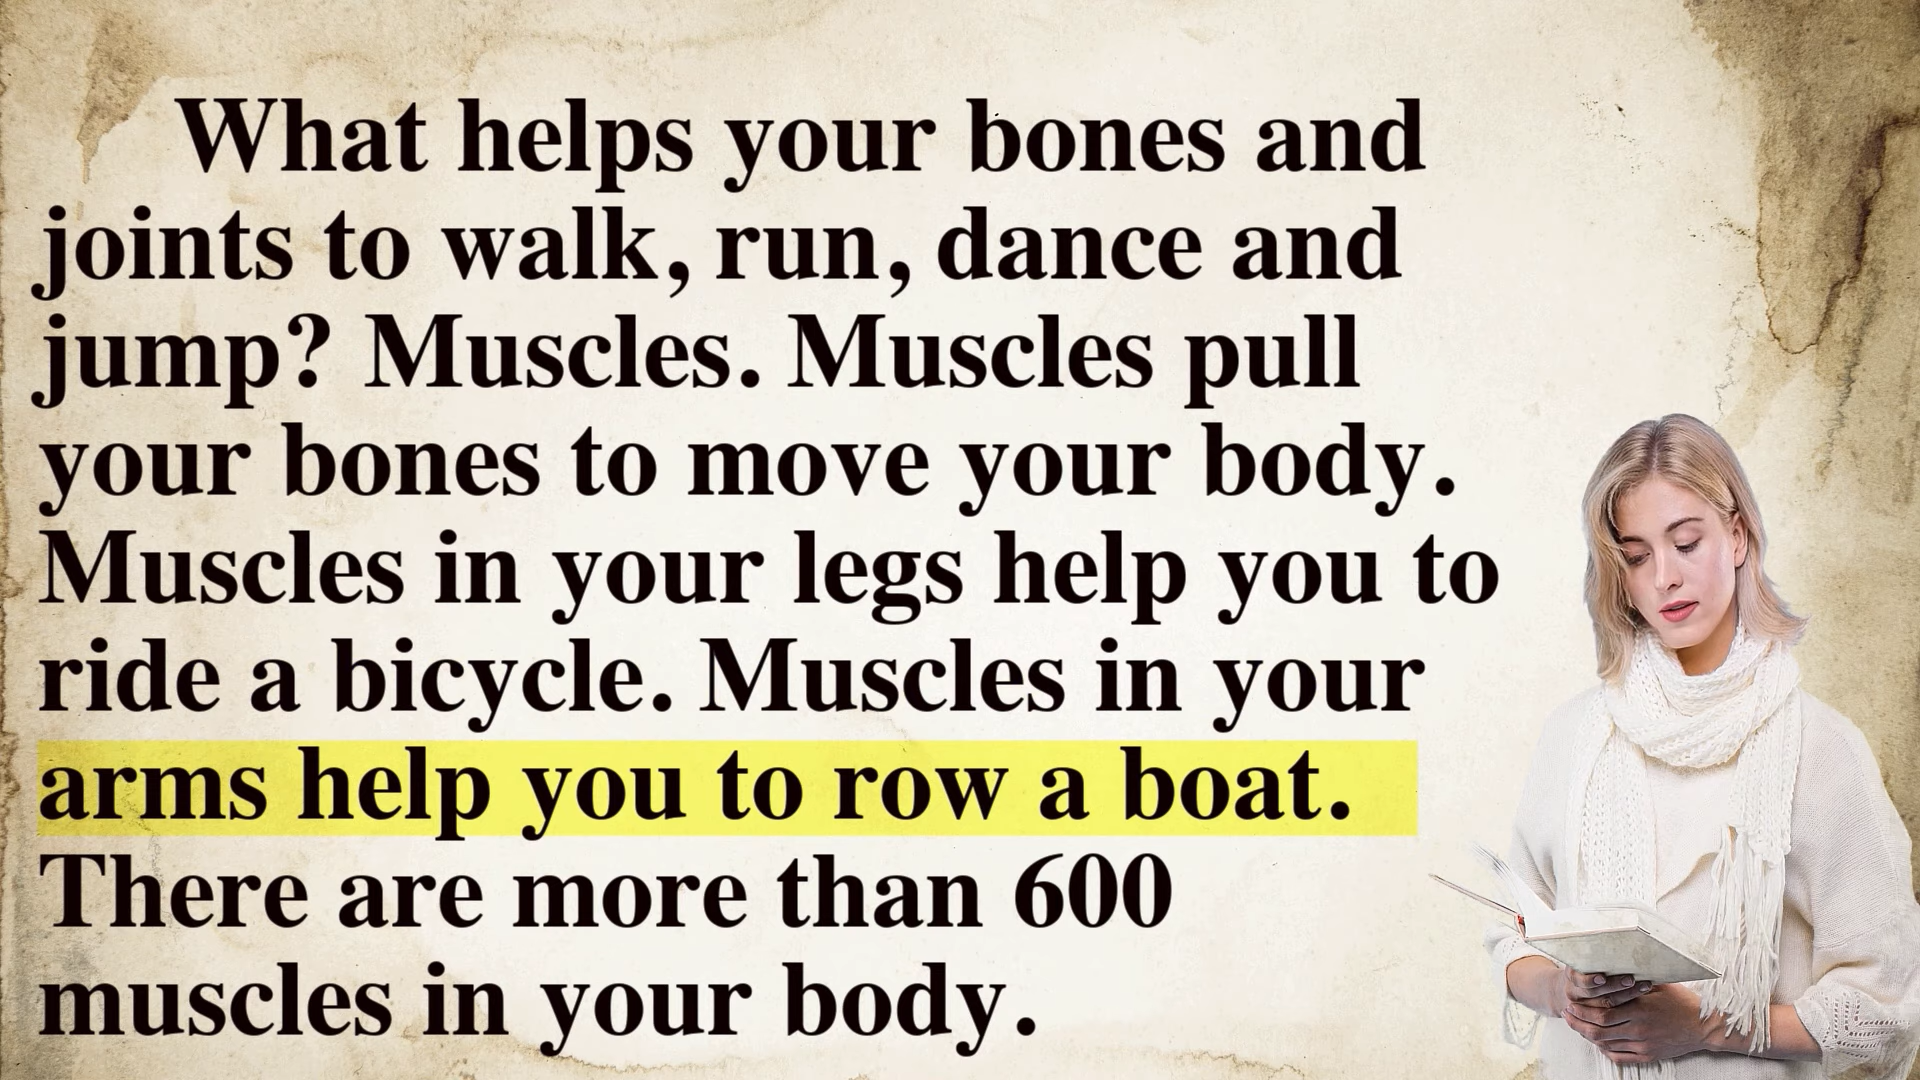 What helps your bones and
joints to walk, run, dance and
jump? Muscles. Muscles pull
your bones to move your body.
Muscles in your legs help you to
ride a bicycle. Muscles in your
arms help you to row a boat.
There are more than 600
muscles in your body.